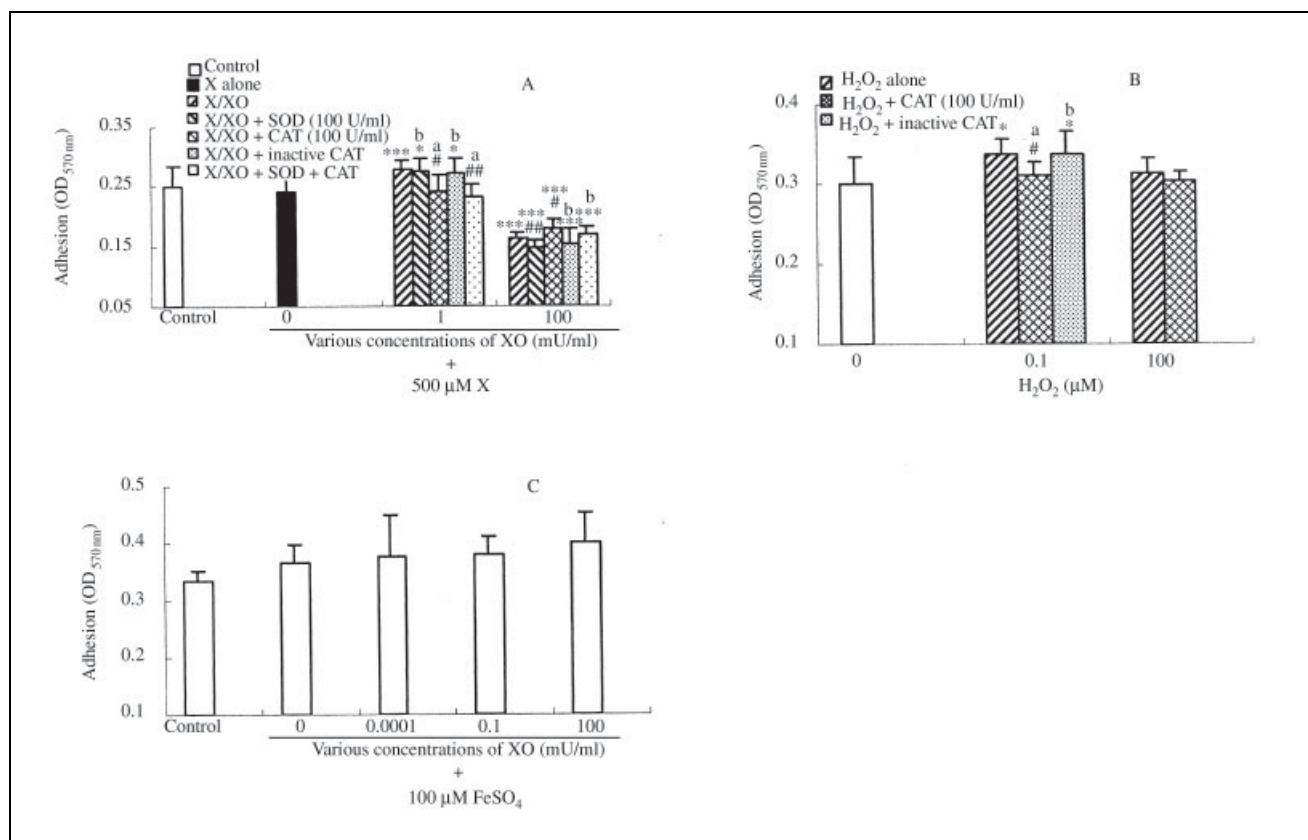 Control
X alone
X/XO
X/XO + SOD (100 U/ml)
X/XO + CAT (100 U/ml)
X/XO + inactive CAT
X/XO + SOD + CAT
A
Adhesion (OD570 nm)
0.35
0.25
0.15
0.05
*** b * a # b * a ##
*** *** ## *** # b *** b ***
Control 0 1 100
Various concentrations of XO (mU/ml)
+
500 µM X
B
H2O2 alone
H2O2 + CAT (100 U/ml)
H2O2 + inactive CAT
Adhesion (OD570 nm)
0.4
0.3
0.2
0.1
* a # b *
0 0.1 100
H2O2 (µM)
C
Adhesion (OD570 nm)
0.5
0.4
0.3
0.2
0.1
Control 0 0.0001 0.1 100
Various concentrations of XO (mU/ml)
+
100 µM FeSO4